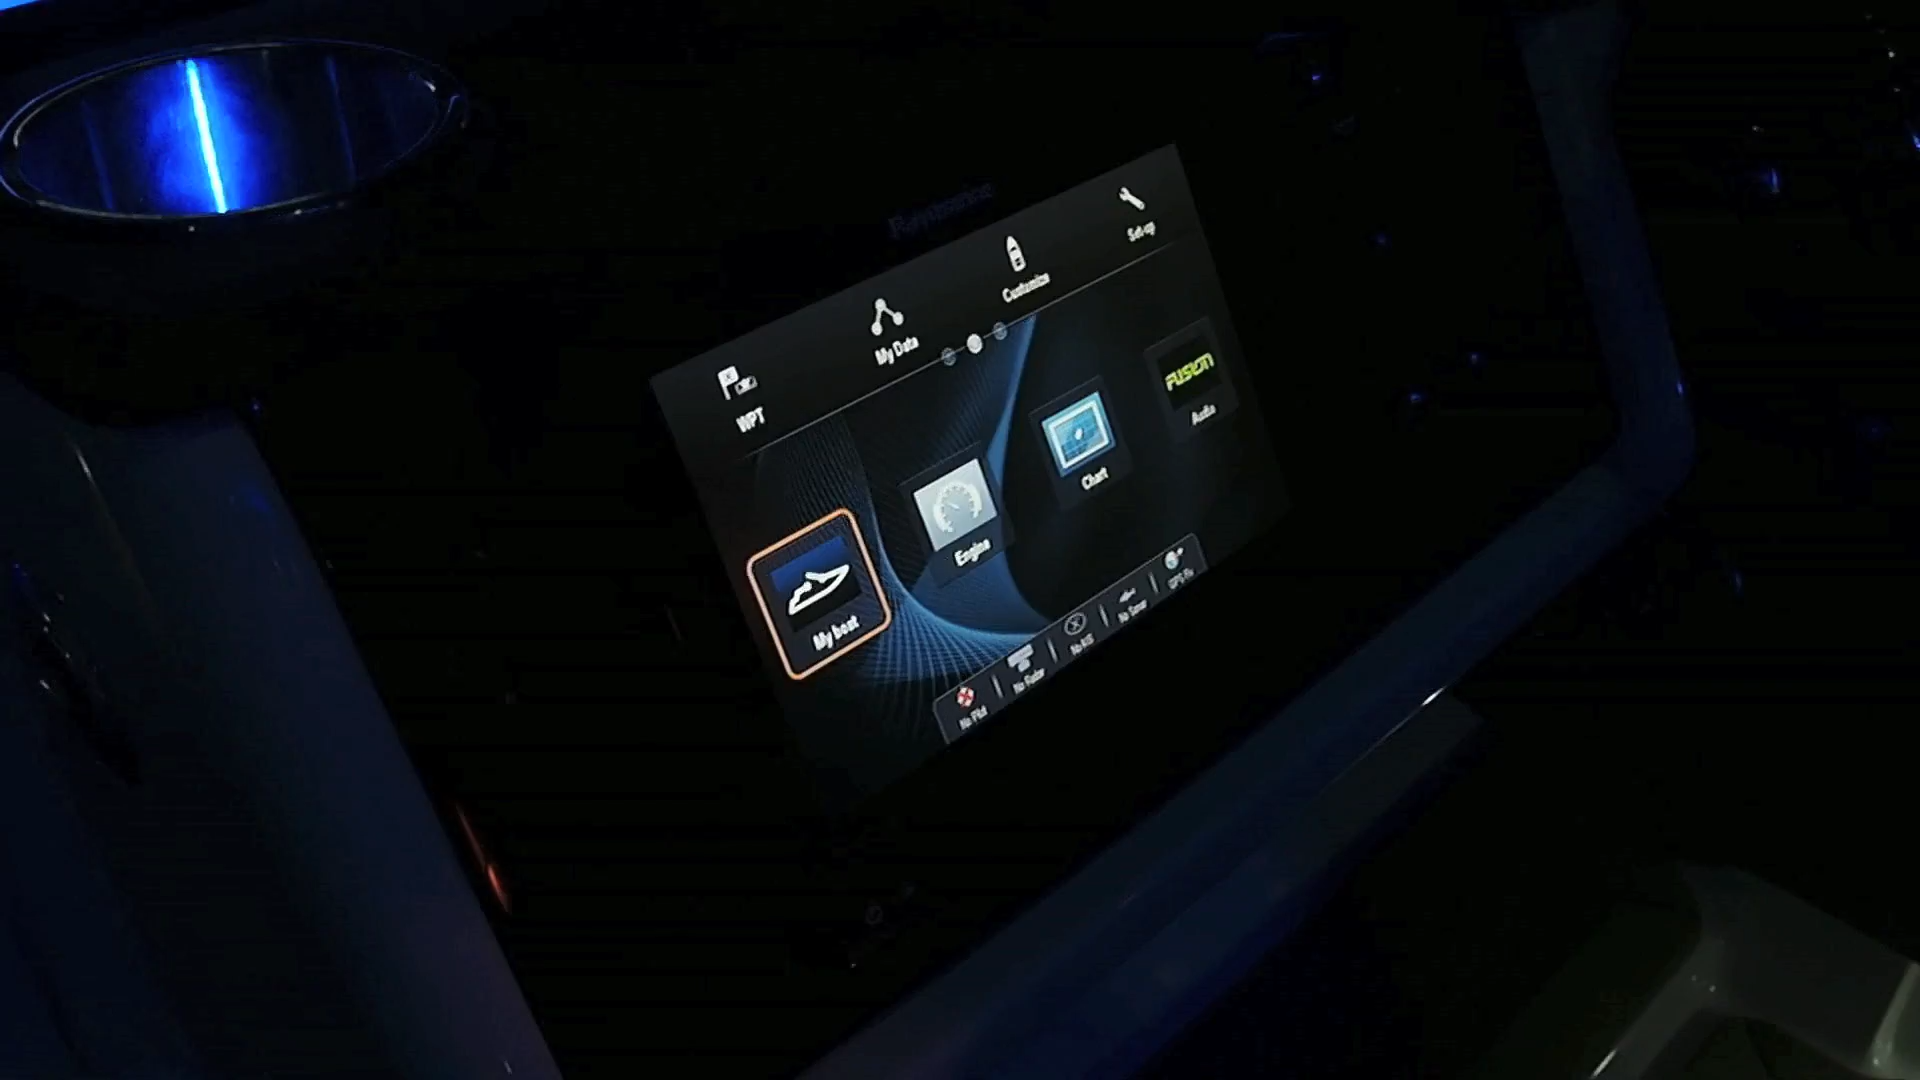 Raymarine
WPT
My Data
Customize
Set-up
My boat
Engine
Chart
FUSION
Audio
No Pilot
No Radar
No AIS
No Sonar
GPS Fix